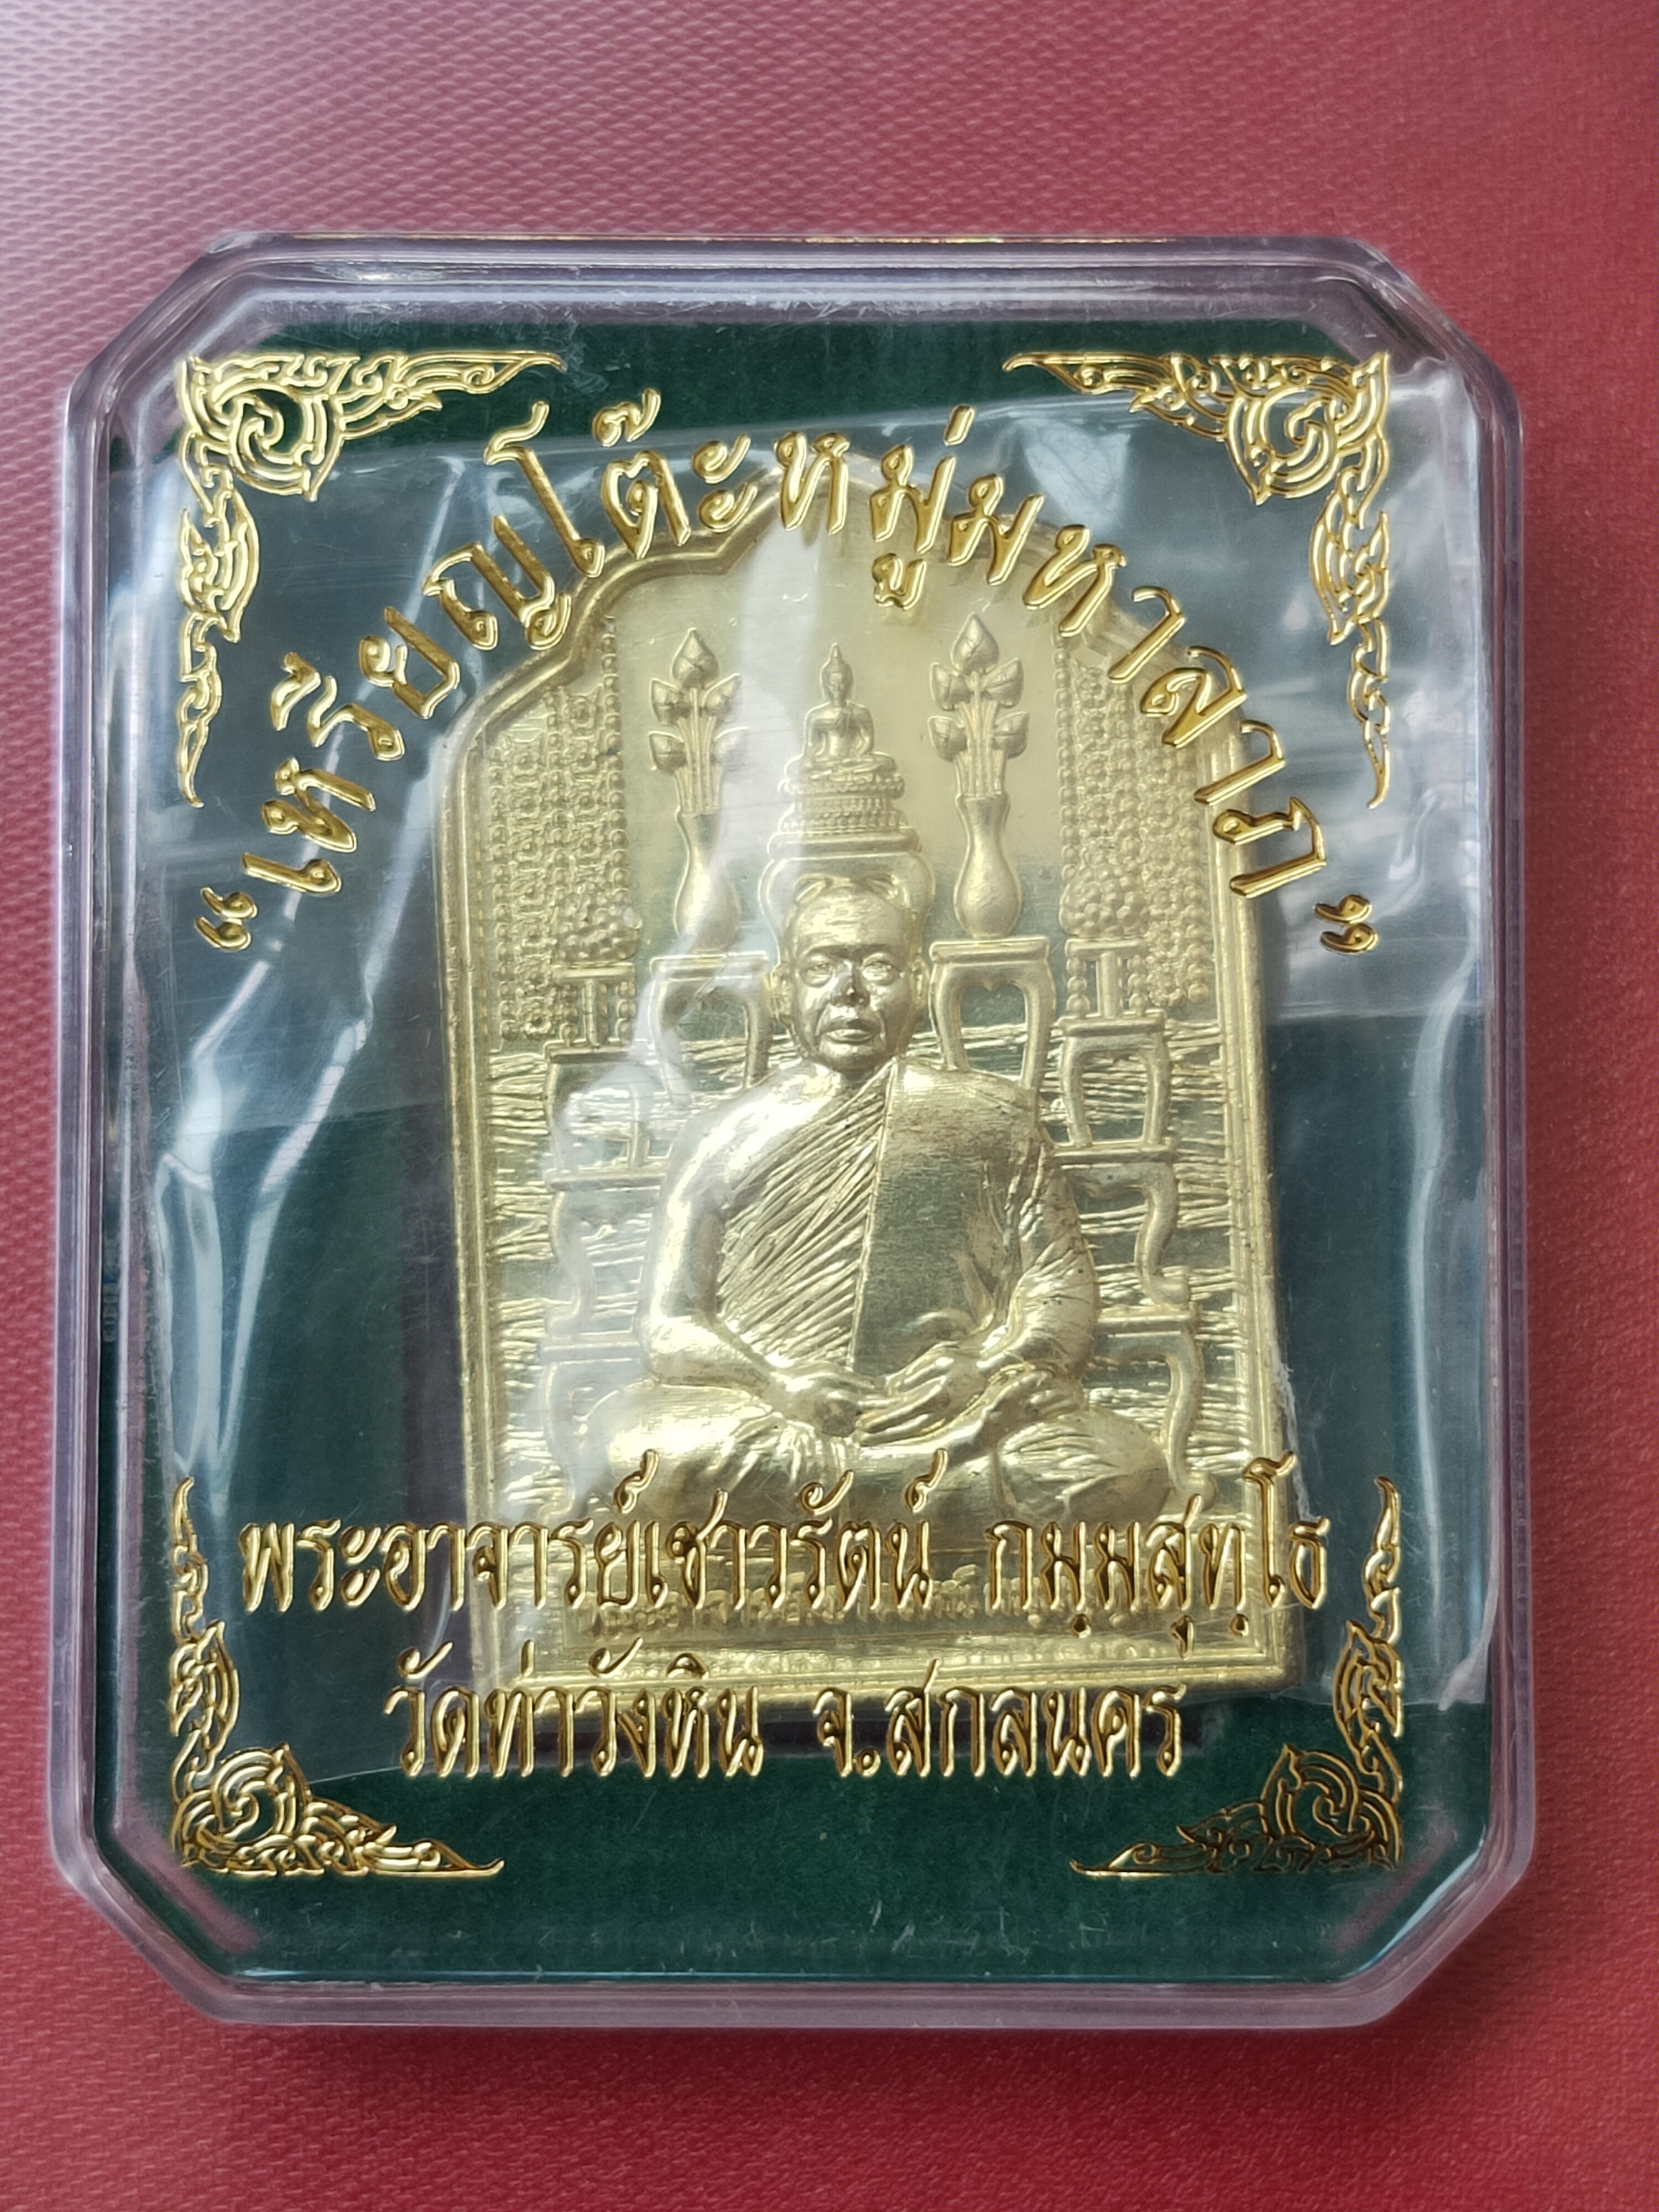 “เหรียญโต๊ะหมู่มหาลาภ”
พระอาจารย์เชาวรัตน์ กมฺมสุทฺโธ
วัดท่าวังหิน จ.สกลนคร